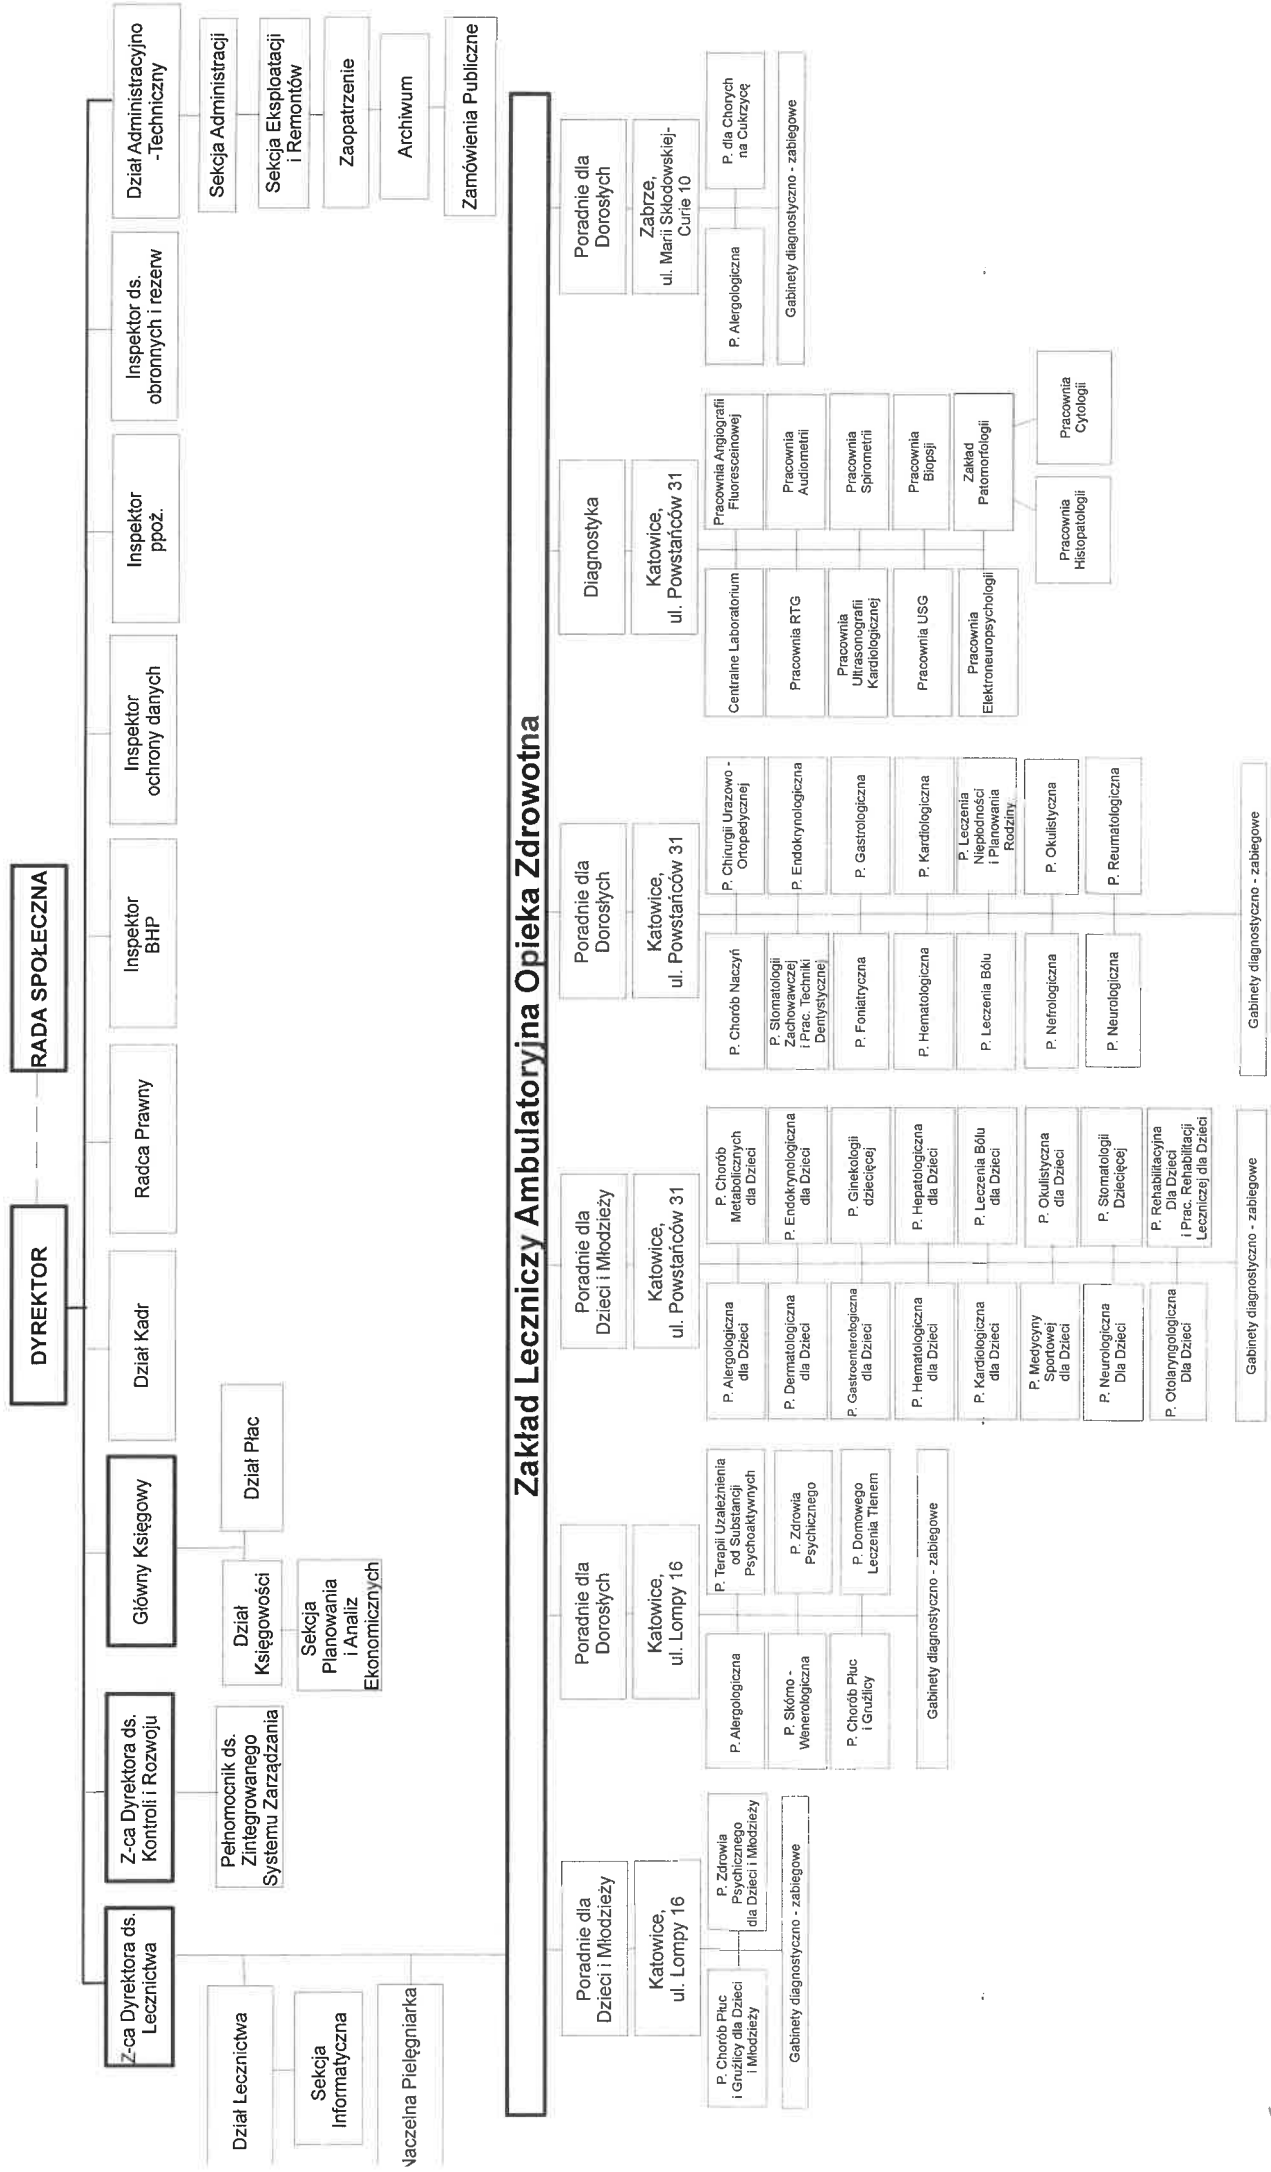 DYREKTOR
RADA SPOŁECZNA
Z-ca Dyrektora ds.
Lecznictwa
Z-ca Dyrektora ds.
Kontroli i Rozwoju
Główny Księgowy
Dział Kadr
Radca Prawny
Inspektor
BHP
Inspektor
ochrony danych
Inspektor
ppoż.
Inspektor ds.
obronnych i rezerw
Dział Administracyjno
-Techniczny
Dział Lecznictwa
Sekcja
Informatyczna
Naczelna Pielęgniarka
Pełnomocnik ds.
Zintegrowanego
Systemu Zarządzania
Dział
Księgowości
Dział Płac
Sekcja
Planowania
i Analiz
Ekonomicznych
Sekcja Administracji
Sekcja Eksploatacji
i Remontów
Zaopatrzenie
Archiwum
Zamówienia Publiczne
Zakład Leczniczy Ambulatoryjna Opieka Zdrowotna
Poradnie dla
Dzieci i Młodzieży
Katowice,
ul. Lompy 16
P. Chorób Płuc
i Gruźlicy dla Dzieci
i Młodzieży
P. Zdrowia
Psychicznego
dla Dzieci i Młodzieży
Gabinety diagnostyczno - zabiegowe
Poradnie dla
Dorosłych
Katowice,
ul. Lompy 16
P. Alergologiczna
P. Terapii Uzależnienia
od Substancji
Psychoaktywnych
P. Skórno -
Wenerologiczna
P. Zdrowia
Psychicznego
P. Chorób Płuc
i Gruźlicy
P. Domowego
Leczenia Tlenem
Gabinety diagnostyczno - zabiegowe
Poradnie dla
Dzieci i Młodzieży
Katowice,
ul. Powstańców 31
P. Alergologiczna
dla Dzieci
P. Chorób
Metabolicznych
dla Dzieci
P. Dermatologiczna
dla Dzieci
P. Endokrynologiczna
dla Dzieci
P. Gastroenterologiczna
dla Dzieci
P. Ginekologii
dziecięcej
P. Hematologiczna
dla Dzieci
P. Hepatologiczna
dla Dzieci
P. Kardiologiczna
dla Dzieci
P. Leczenia Bólu
dla Dzieci
P. Medycyny
Sportowej
dla Dzieci
P. Okulistyczna
dla Dzieci
P. Neurologiczna
Dla Dzieci
P. Stomatologii
Dziecięcej
P. Otolaryngologiczna
Dla Dzieci
P. Rehabilitacyjna
Dla Dzieci
i Prac. Rehabilitacji
Leczniczej dla Dzieci
Gabinety diagnostyczno - zabiegowe
Poradnie dla
Dorosłych
Katowice,
ul. Powstańców 31
P. Chorób Naczyń
P. Chirurgii Urazowo -
Ortopedycznej
P. Stomatologii
Zachowawczej
i Prac. Techniki
Dentystycznej
P. Endokrynologiczna
P. Foniatryczna
P. Gastrologiczna
P. Hematologiczna
P. Kardiologiczna
P. Leczenia Bólu
P. Leczenia
Niepłodności
i Planowania
Rodziny
P. Nefrologiczna
P. Okulistyczna
P. Neurologiczna
P. Reumatologiczna
Gabinety diagnostyczno - zabiegowe
Diagnostyka
Katowice,
ul. Powstańców 31
Centralne Laboratorium
Pracownia Angiografii
Fluoresceinowej
Pracownia RTG
Pracownia
Audiometrii
Pracownia
Ultrasonografii
Kardiologicznej
Pracownia
Spirometrii
Pracownia USG
Pracownia
Biopsji
Pracownia
Elektroneuropsychologii
Zakład
Patomorfologii
Pracownia
Histopatologii
Pracownia
Cytologii
Poradnie dla
Dorosłych
Zabrze,
ul. Marii Skłodowskiej-
Curie 10
P. Alergologiczna
P. dla Chorych
na Cukrzycę
Gabinety diagnostyczno - zabiegowe